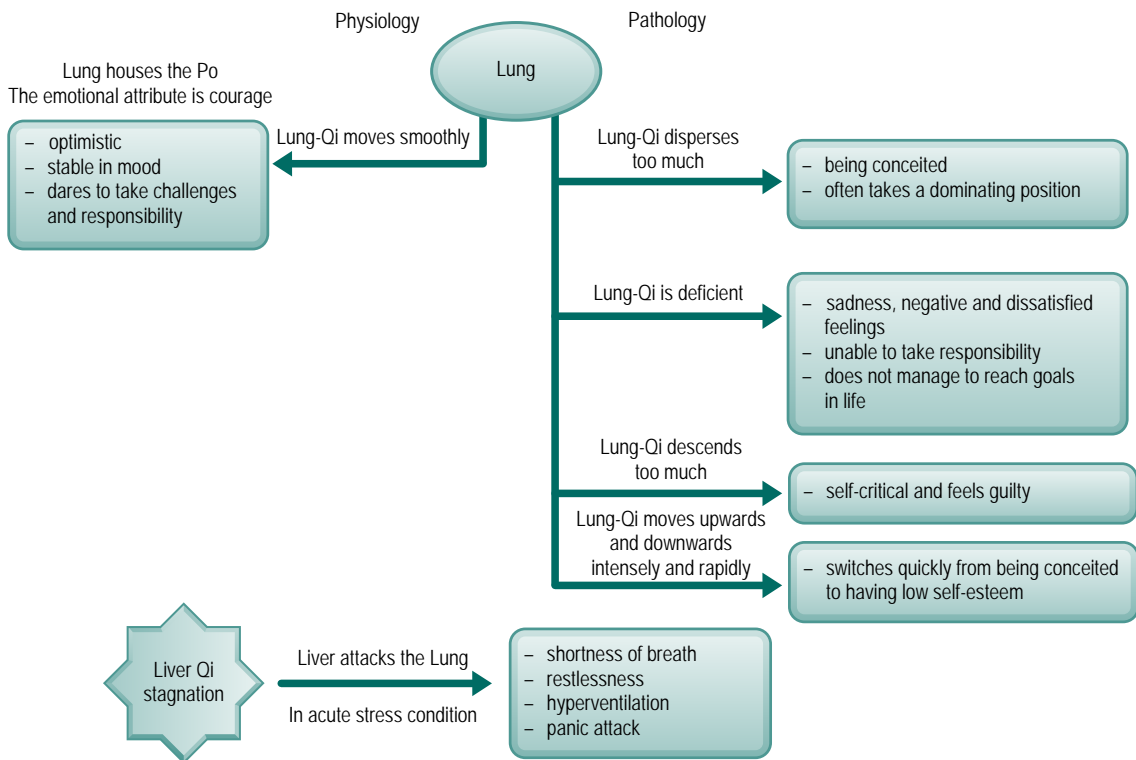 Physiology
Pathology
Lung
Lung houses the Po
The emotional attribute is courage
– optimistic
– stable in mood
– dares to take challenges
and responsibility
Lung-Qi moves smoothly
Lung-Qi disperses
too much
– being conceited
– often takes a dominating position
Lung-Qi is deficient
– sadness, negative and dissatisfied
feelings
– unable to take responsibility
– does not manage to reach goals
in life
Lung-Qi descends
too much
– self-critical and feels guilty
Lung-Qi moves upwards
and downwards
intensely and rapidly
– switches quickly from being conceited
to having low self-esteem
Liver Qi
stagnation
Liver attacks the Lung
In acute stress condition
– shortness of breath
– restlessness
– hyperventilation
– panic attack